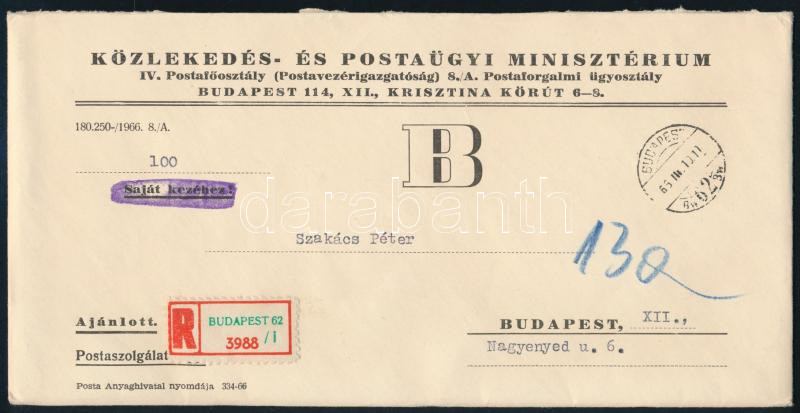 KÖZLEKEDÉS- ÉS POSTAÜGYI MINISZTÉRIUM
IV. Postafőosztály (Postavezérigazgatóság) 8./A. Postaforgalmi ügyosztály
BUDAPEST 114, XII., KRISZTINA KÖRÚT 6—8.
180.250-/1966. 8./A.
B
100
Saját kezéhez!
BUDAPEST
62
darabanth
Szakács Péter
130
Ajánlott.
R BUDAPEST 62
3988 /i
Postaszolgálat
BUDAPEST, XII.,
Nagyenyed u. 6.
Posta Anyaghivatal nyomdája 334-66